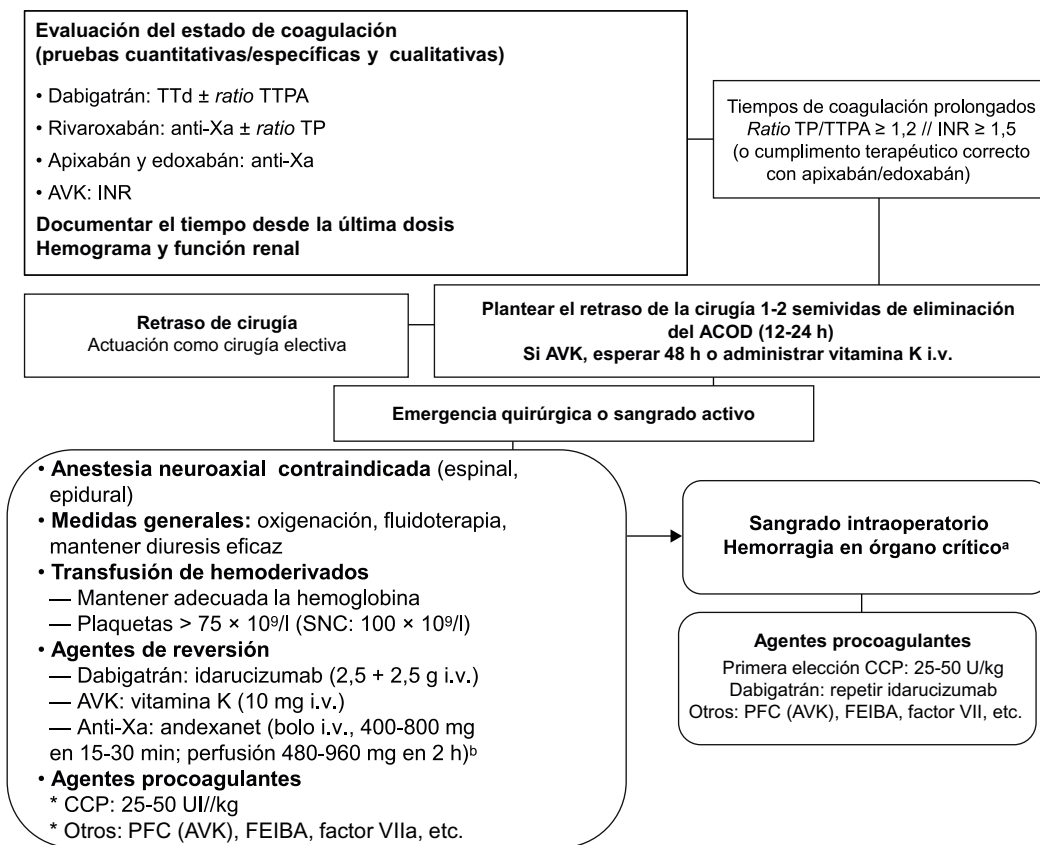 Evaluación del estado de coagulación
(pruebas cuantitativas/específicas y cualitativas)
• Dabigatrán: TTd ± ratio TTPA
• Rivaroxabán: anti-Xa ± ratio TP
• Apixabán y edoxabán: anti-Xa
• AVK: INR
Documentar el tiempo desde la última dosis
Hemograma y función renal
Tiempos de coagulación prolongados
Ratio TP/TTPA ≥ 1,2 // INR ≥ 1,5
(o cumplimento terapéutico correcto
con apixabán/edoxabán)
Plantear el retraso de la cirugía 1-2 semividas de eliminación
del ACOD (12-24 h)
Si AVK, esperar 48 h o administrar vitamina K i.v.
Retraso de cirugía
Actuación como cirugía electiva
Emergencia quirúrgica o sangrado activo
• Anestesia neuroaxial contraindicada (espinal,
epidural)
• Medidas generales: oxigenación, fluidoterapia,
mantener diuresis eficaz
• Transfusión de hemoderivados
— Mantener adecuada la hemoglobina
— Plaquetas > 75 × 10⁹/l (SNC: 100 × 10⁹/l)
• Agentes de reversión
— Dabigatrán: idarucizumab (2,5 + 2,5 g i.v.)
— AVK: vitamina K (10 mg i.v.)
— Anti-Xa: andexanet (bolo i.v., 400-800 mg
en 15-30 min; perfusión 480-960 mg en 2 h)ᵇ
• Agentes procoagulantes
* CCP: 25-50 UI//kg
* Otros: PFC (AVK), FEIBA, factor VIIa, etc.
Sangrado intraoperatorio
Hemorragia en órgano críticoᵃ
Agentes procoagulantes
Primera elección CCP: 25-50 U/kg
Dabigatrán: repetir idarucizumab
Otros: PFC (AVK), FEIBA, factor VII, etc.